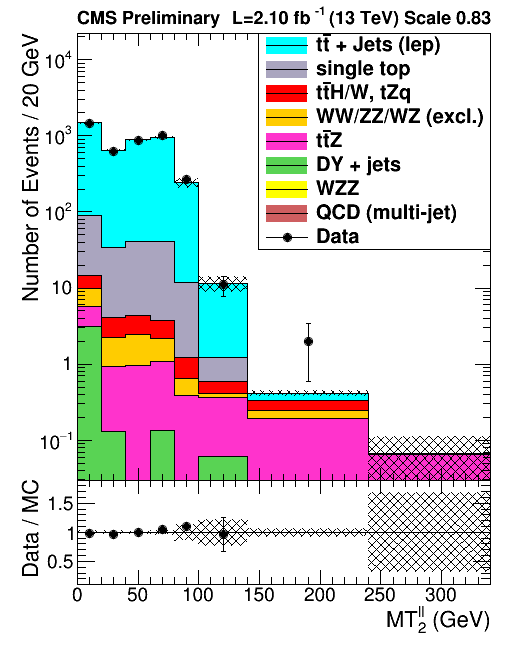 CMS Preliminary L=2.10 fb⁻¹ (13 TeV) Scale 0.83
Number of Events / 20 GeV
10⁴
10³
10²
10
1
10⁻¹
tt̄ + Jets (lep)
single top
tt̄H/W, tZq
WW/ZZ/WZ (excl.)
tt̄Z
DY + jets
WZZ
QCD (multi-jet)
Data
Data / MC
1.5
1
0.5
0 50 100 150 200 250 300
MT₂^|| (GeV)